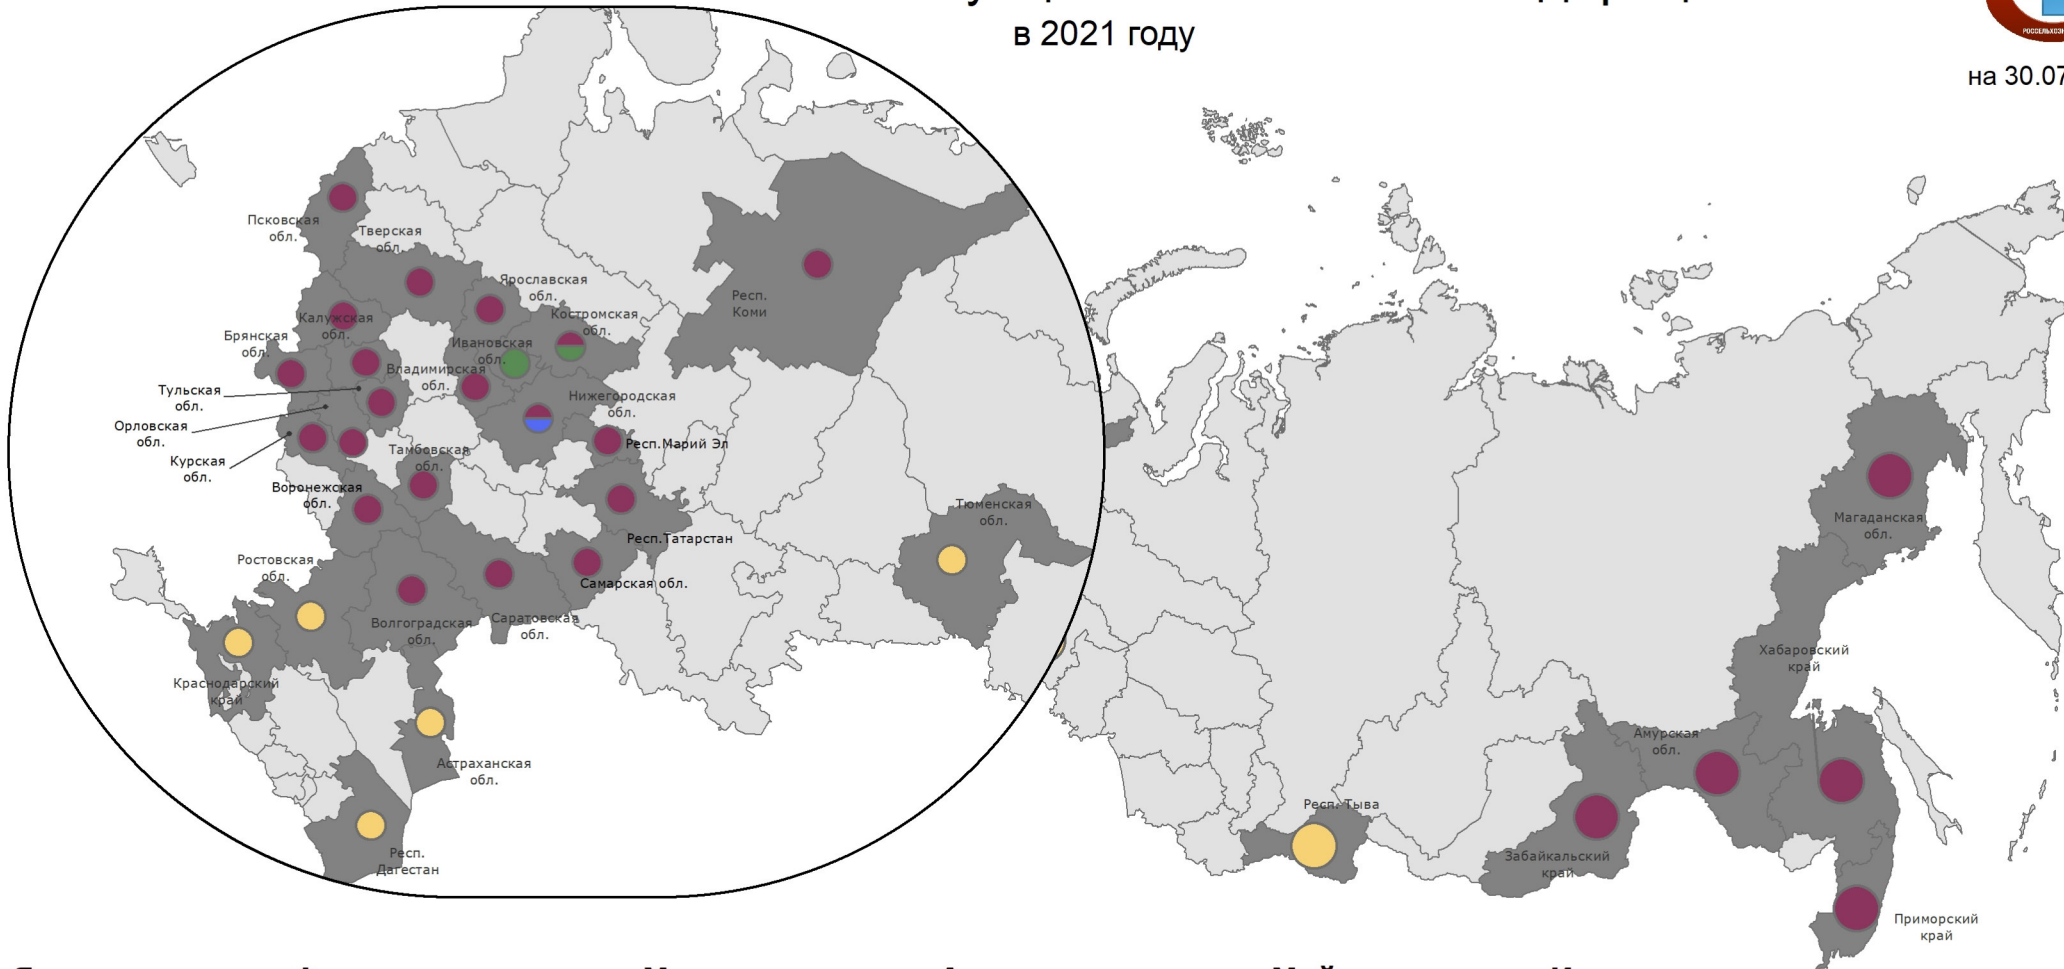 в 2021 году
на 30.07
Псковская
обл.
Тверская
обл.
Ярославская
обл.
Костромская
обл.
Респ.
Коми
Калужская
обл.
Брянская
обл.
Ивановская
обл.
Владимирская
обл.
Тульская
обл.
Нижегородская
обл.
Орловская
обл.
Респ.Марий Эл
Тамбовская
обл.
Курская
обл.
Воронежская
обл.
Тюменская
обл.
Магаданская
обл.
Респ.Татарстан
Ростовская
обл.
Самарская обл.
Волгоградская
обл.
Саратовская
обл.
Хабаровский
край
Краснодарский
край
Амурская
обл.
Астраханская
обл.
Респ. Тыва
Респ.
Дагестан
Забайкальский
край
Приморский
край